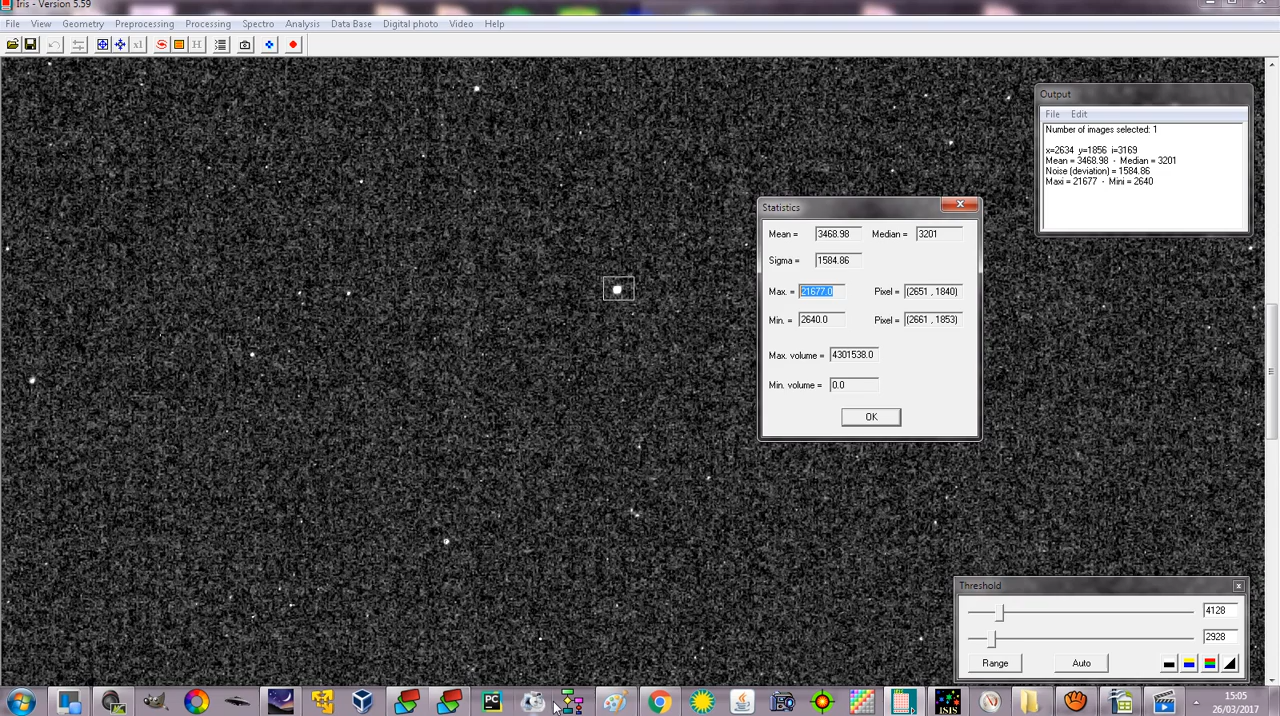 Iris - Version 5.59
File View Geometry Preprocessing Processing Spectro Analysis Data Base Digital photo Video Help
x1 H
Output
File Edit
Number of images selected: 1
x=2634 y=1856 i=3169
Mean = 3468.98 - Median = 3201
Noise (deviation) = 1584.86
Maxi = 21677 - Mini = 2640
Statistics
Mean = 3468.98 Median = 3201
Sigma = 1584.86
Max. = 21677.0 Pixel = (2651 , 1840)
Min. = 2640.0 Pixel = (2661 , 1853)
Max. volume = 4301538.0
Min. volume = 0.0
OK
Threshold
4128
2928
Range Auto
PC ISIS
15:05
26/03/2017